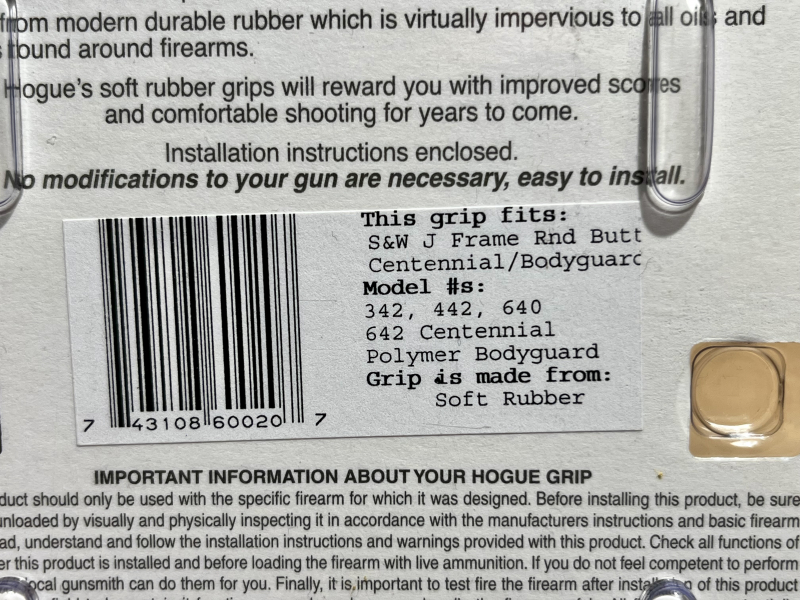 from modern durable rubber which is virtually impervious to all oils and
found around firearms.
Hogue's soft rubber grips will reward you with improved scores
and comfortable shooting for years to come.
Installation instructions enclosed.
No modifications to your gun are necessary, easy to install.
This grip fits:
S&W J Frame Rnd Butt
Centennial/Bodyguard
Model #s:
342, 442, 640
642 Centennial
Polymer Bodyguard
Grip is made from:
Soft Rubber
7 43108 60020 7
IMPORTANT INFORMATION ABOUT YOUR HOGUE GRIP
duct should only be used with the specific firearm for which it was designed. Before installing this product, be sure
unloaded by visually and physically inspecting it in accordance with the manufacturers instructions and basic firearm
ad, understand and follow the installation instructions and warnings provided with this product. Check all functions of
er this product is installed and before loading the firearm with live ammunition. If you do not feel competent to perform
local gunsmith can do them for you. Finally, it is important to test fire the firearm after installation of this product